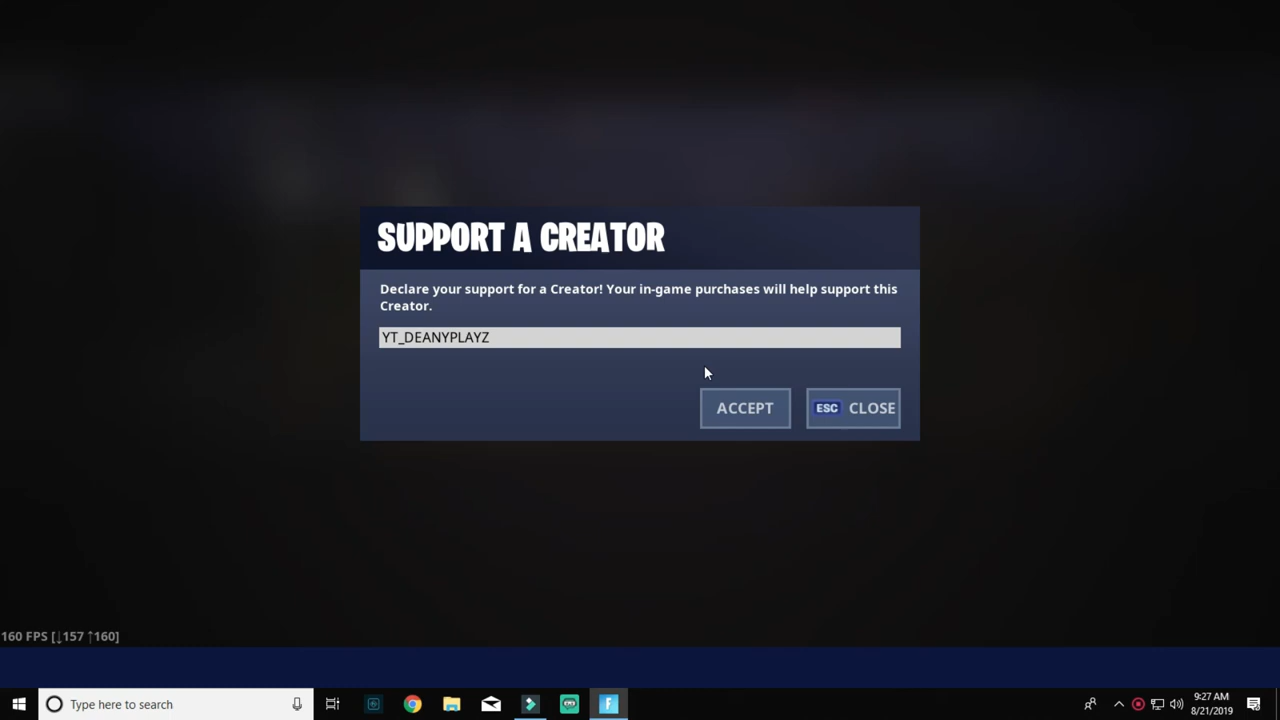 SUPPORT A CREATOR
Declare your support for a Creator! Your in-game purchases will help support this
Creator.
YT_DEANYPLAYZ
ACCEPT
ESC CLOSE
160 FPS [↓157 ↑160]
Type here to search
9:27 AM
8/21/2019